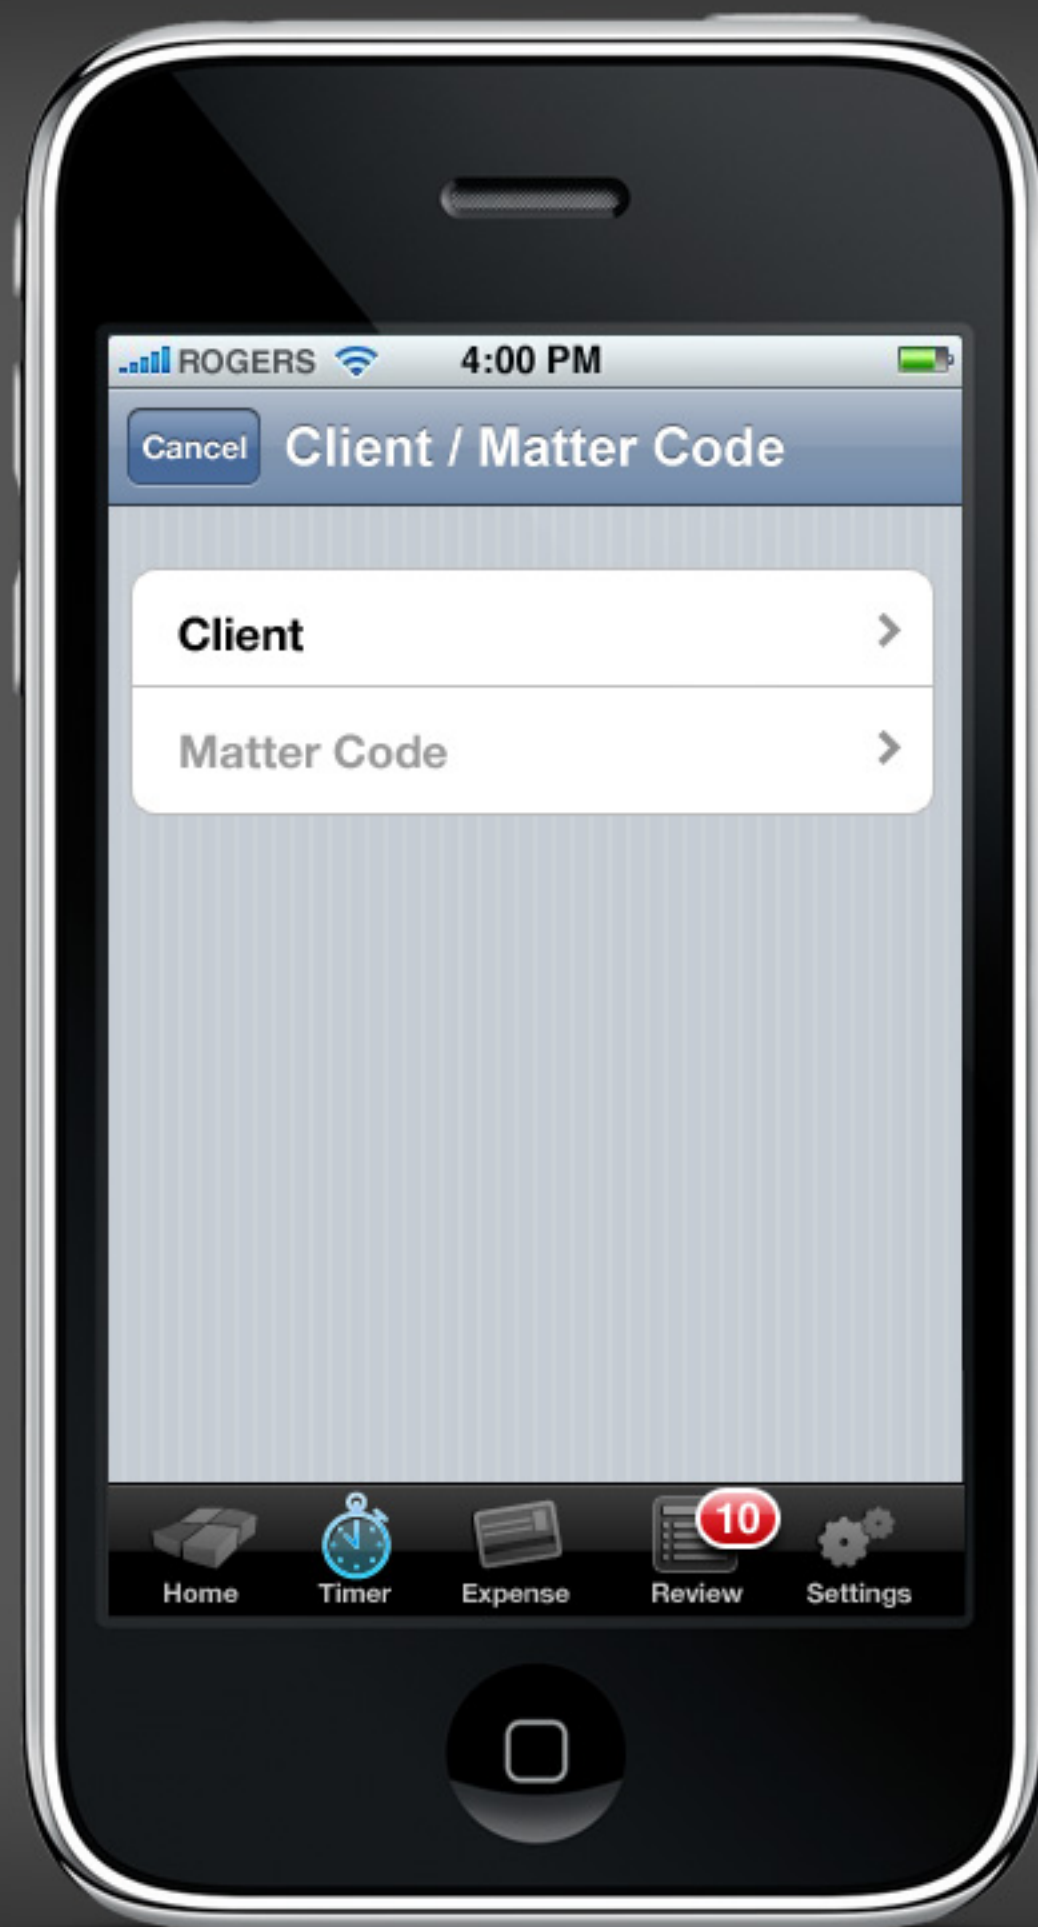 ROGERS 4:00 PM
Cancel Client / Matter Code
Client
Matter Code
10
Home Timer Expense Review Settings